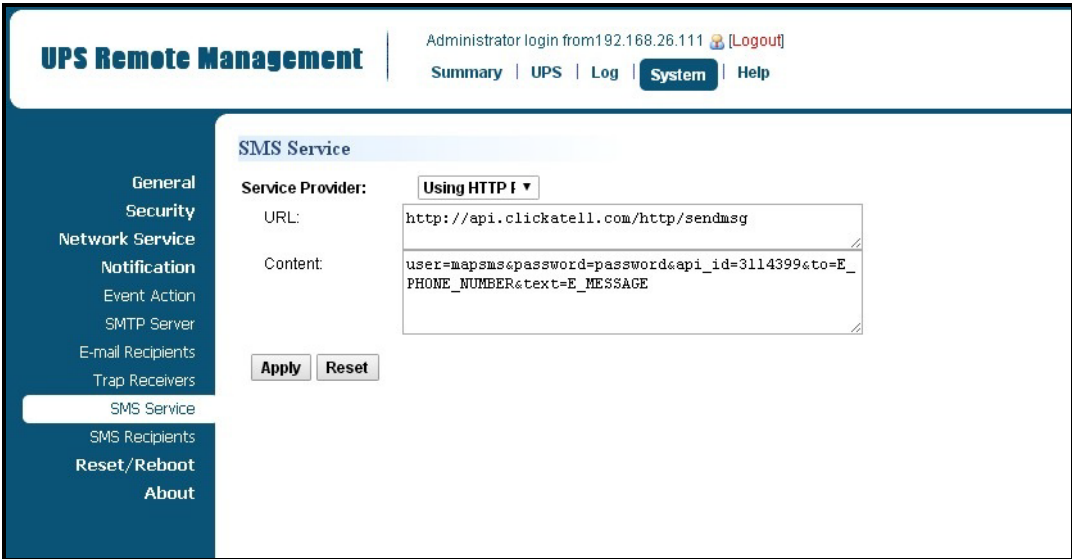 UPS Remote Management
Administrator login from192.168.26.111 [Logout]
Summary | UPS | Log | System | Help
SMS Service
General
Security
Network Service
Notification
Event Action
SMTP Server
E-mail Recipients
Trap Receivers
SMS Service
SMS Recipients
Reset/Reboot
About
Service Provider: Using HTTP
URL: http://api.clickatell.com/http/sendmsg
Content: user=mapsms&password=password&api_id=3114399&to=E_
PHONE_NUMBER&text=E_MESSAGE
Apply Reset